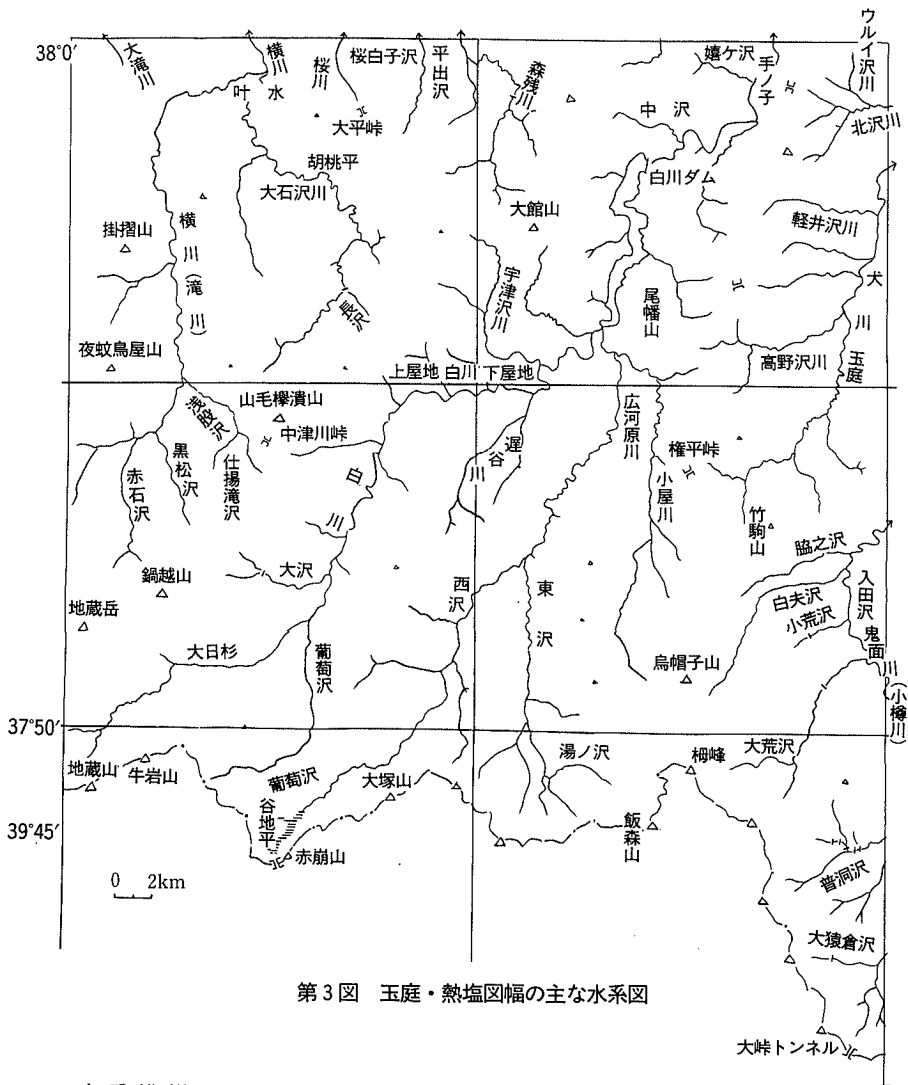 ウルイ沢川
38°0′
大滝川
横川
桜川
桜白子沢
平出沢
森残川
嬉ケ沢
手ノ子
叶水
大平峠
中沢
北沢川
胡桃平
大石沢川
白川ダム
大館山
軽井沢川
掛摺山
横川(滝川)
宇津沢川
尾幡山
犬川
長沢
夜蚊鳥屋山
上屋地
白川
下屋地
高野沢川
玉庭
浅股沢
山毛欅潰山
中津川峠
広河原川
遅谷川
権平峠
赤石沢
黒松沢
仕揚滝沢
白川
小屋川
竹駒山
脇之沢
鍋越山
大沢
西沢
東沢
入田沢
白夫沢
小荒沢
地蔵岳
大日杉
葡萄沢
烏帽子山
鬼面川(小樽川)
37°50′
地蔵山
牛岩山
葡萄沢
大塚山
湯ノ沢
栂峰
大荒沢
39°45′
谷地平
飯森山
赤崩山
0 2km
普洞沢
大猿倉沢
第3図 玉庭・熱塩図幅の主な水系図
大峠トンネル